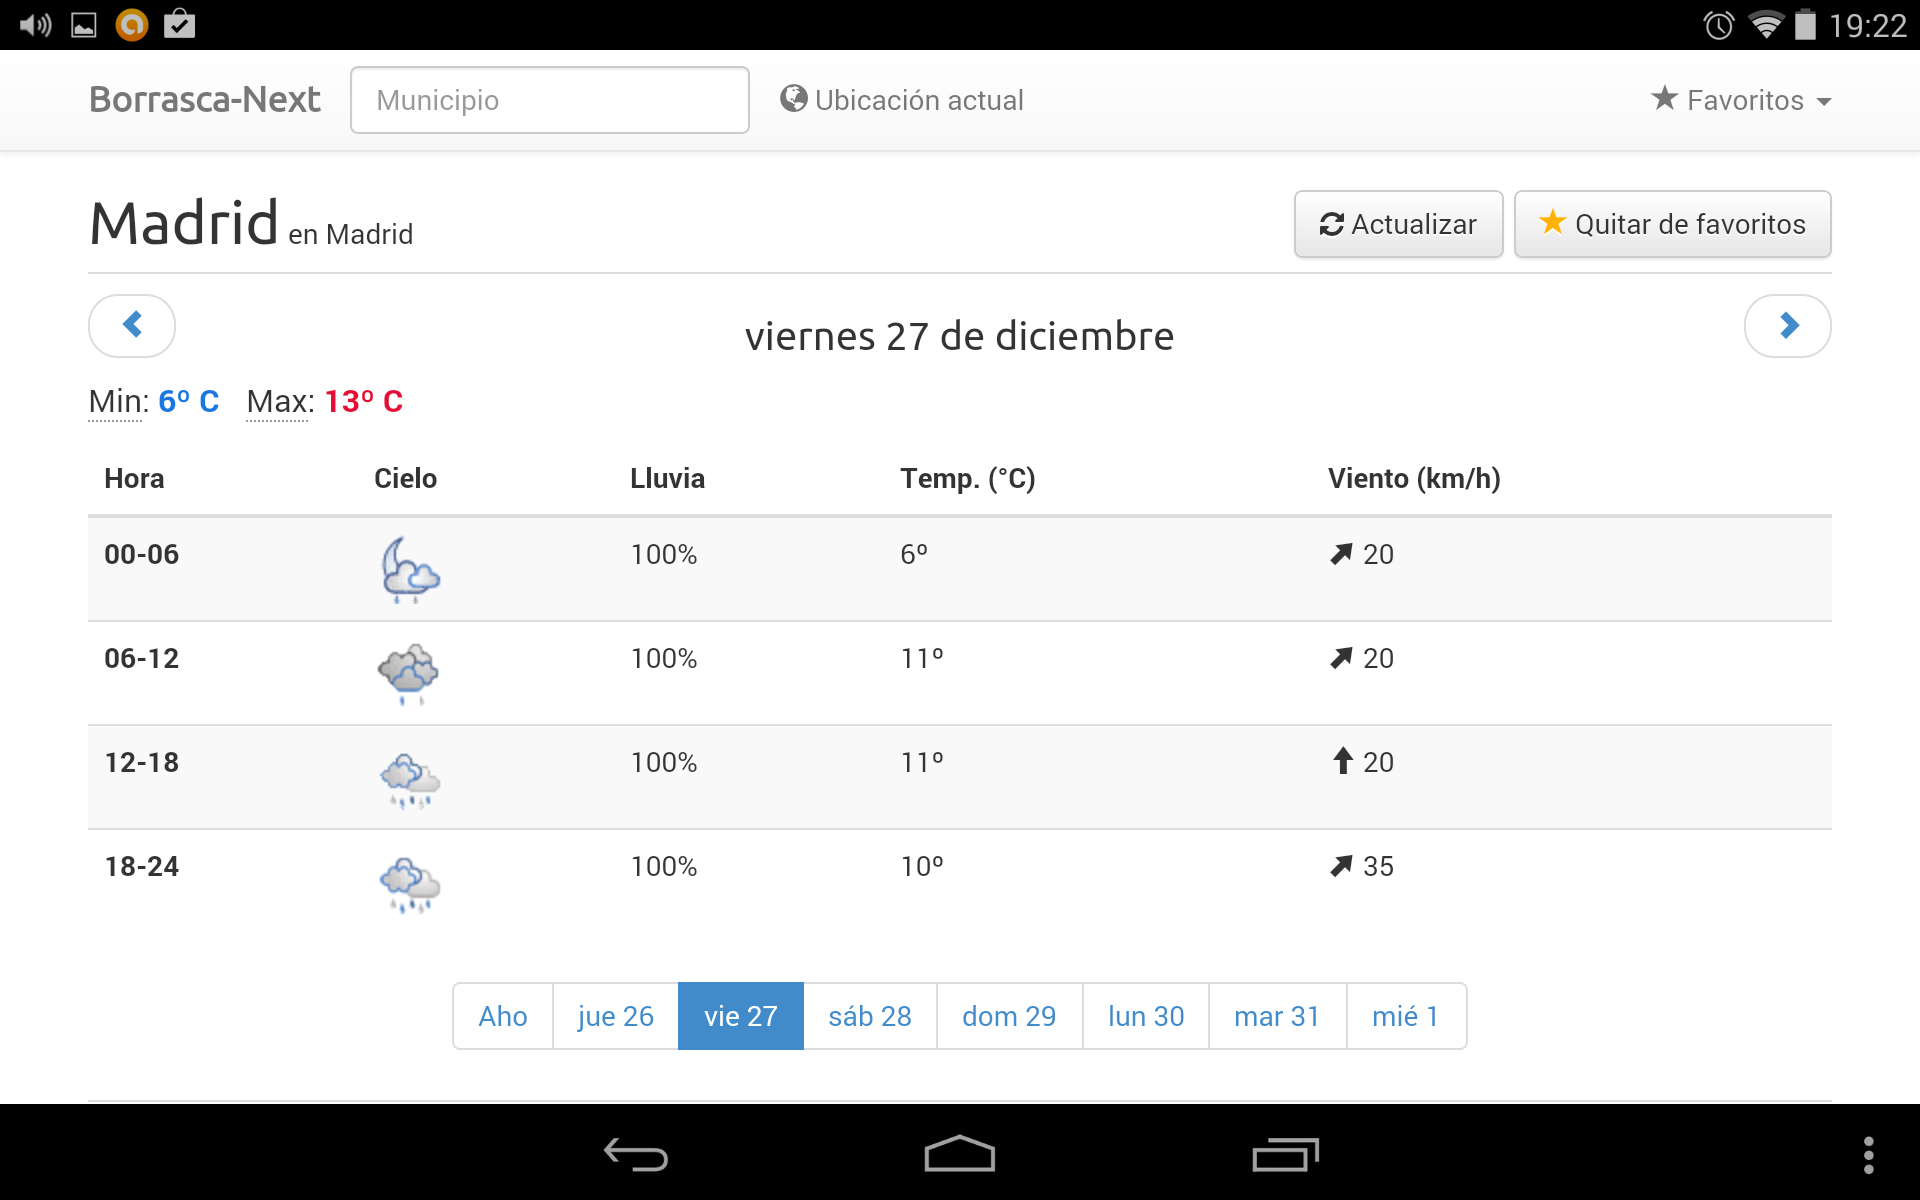 19:22
Borrasca-Next Municipio Ubicación actual Favoritos
Madrid en Madrid Actualizar Quitar de favoritos
viernes 27 de diciembre
Min: 6º C Max: 13º C
Hora Cielo Lluvia Temp. (°C) Viento (km/h)
00-06 100% 6º 20
06-12 100% 11º 20
12-18 100% 11º 20
18-24 100% 10º 35
Aho jue 26 vie 27 sáb 28 dom 29 lun 30 mar 31 mié 1